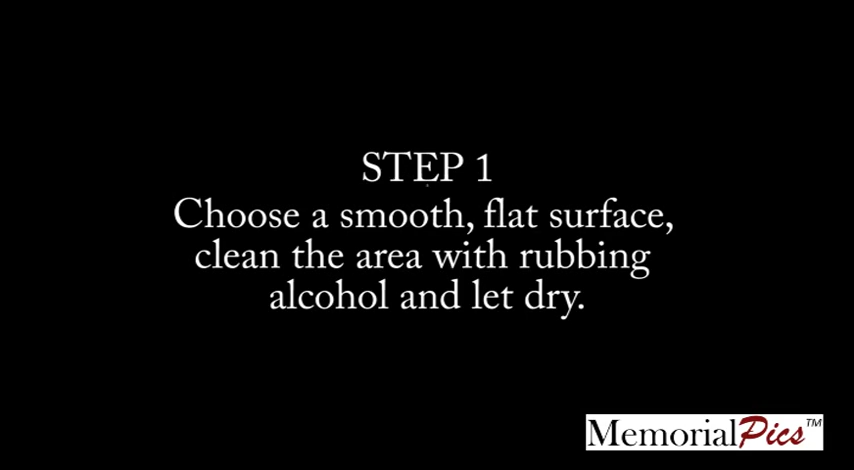 STEP 1
Choose a smooth, flat surface,
clean the area with rubbing
alcohol and let dry.
MemorialPics™